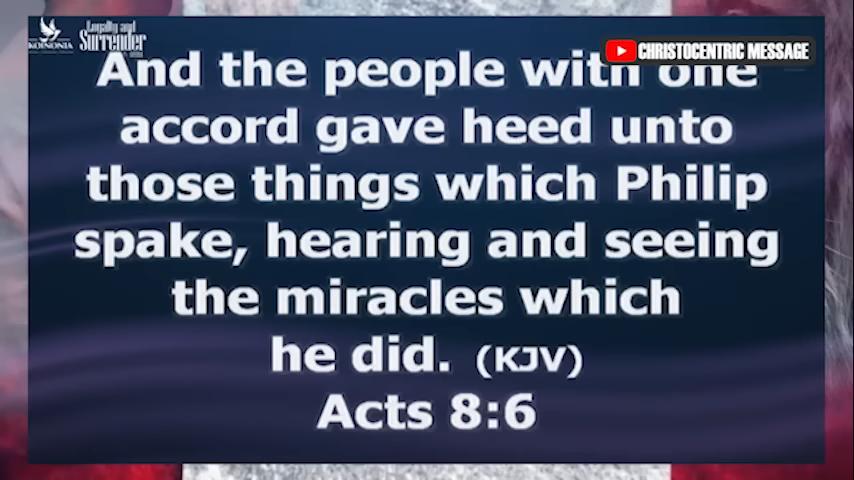 KOINONIA
Loyalty and
Surrender
CHRISTOCENTRIC MESSAGE
And the people with one
accord gave heed unto
those things which Philip
spake, hearing and seeing
the miracles which
he did. (KJV)
Acts 8:6